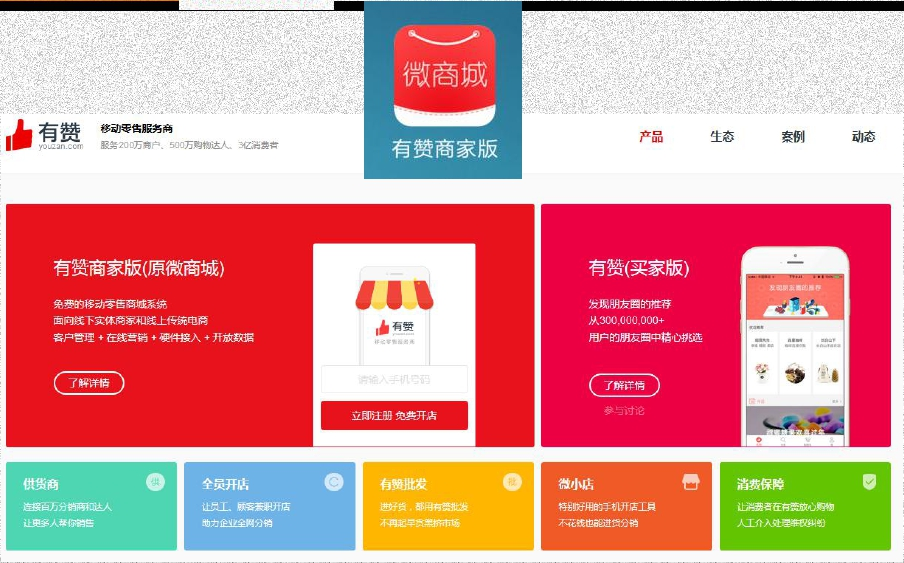 微商城
有赞商家版
有赞
youzan.com
移动零售服务商
服务200万商户、500万购物达人、3亿消费者
产品
生态
案例
动态
有赞商家版(原微商城)
免费的移动零售商城系统
面向线下实体商家和线上传统电商
客户管理 + 在线营销 + 硬件接入 + 开放数据
了解详情
有赞
移动零售服务商
请输入手机号码
立即注册 免费开店
有赞(买家版)
发现朋友圈的推荐
从300,000,000+
用户的朋友圈中精心挑选
了解详情
参与讨论
发现朋友圈的推荐
供货商
供
连接百万分销商和达人
让更多人帮你销售
全员开店
让员工、顾客兼职开店
助力企业全网分销
有赞批发
批
进好货，都用有赞批发
不再起早贪黑挤市场
微小店
特别好用的手机开店工具
不花钱也能进货分销
消费保障
让消费者在有赞放心购物
人工介入处理维权纠纷